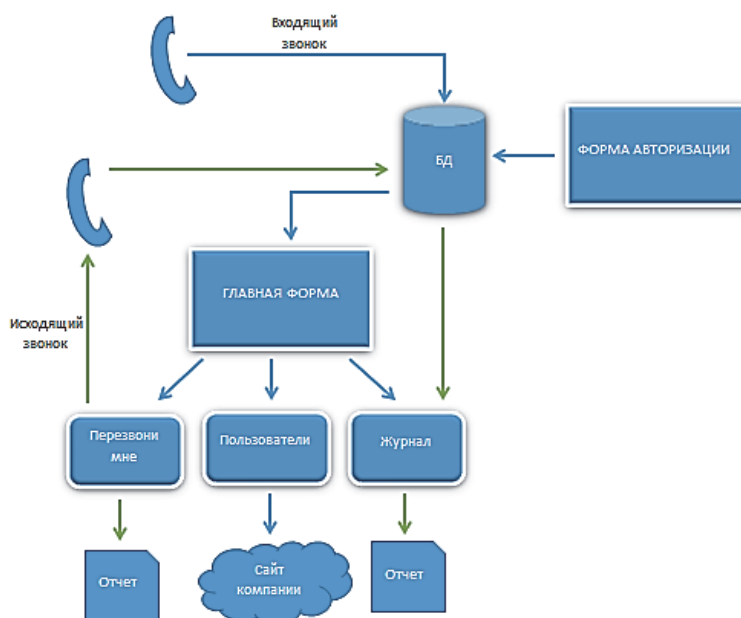 Входящий
звонок
БД
ФОРМА АВТОРИЗАЦИИ
ГЛАВНАЯ ФОРМА
Исходящий
звонок
Перезвони
мне
Пользователи
Журнал
Отчет
Сайт
компании
Отчет